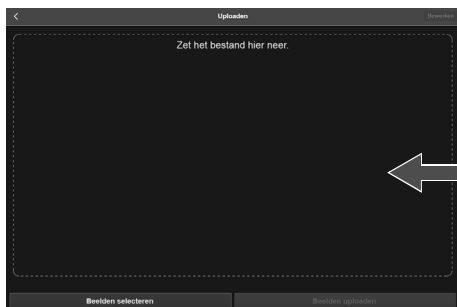 Uploaden
Bewerken
Zet het bestand hier neer.
Beelden selecteren
Beelden uploaden